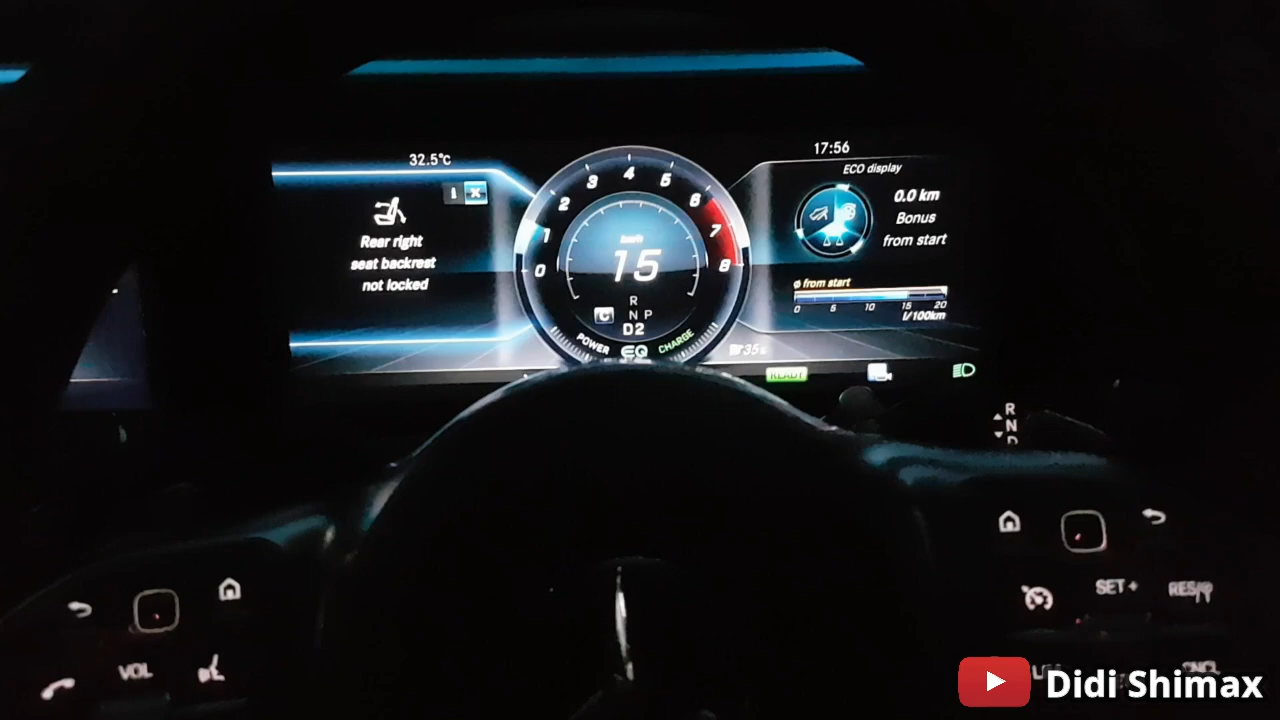 32.5°C
17:56
Rear right
seat backrest
not locked
0
1
2
3
4
5
6
7
8
km/h
15
R
N P
C
D2
POWER
EQ
CHARGE
ECO display
0.0 km
Bonus
from start
ø from start
0 5 10 15 20
l/100km
READY
R
N
D
VOL
SET +
RES/
CNCL
Didi Shimax